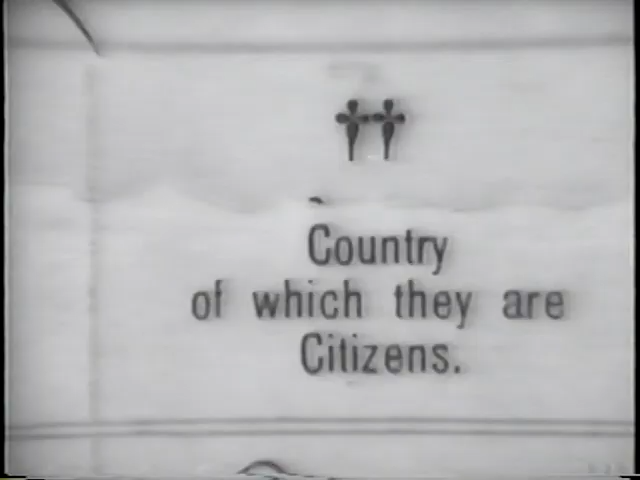 ††
Country
of which they are
Citizens.